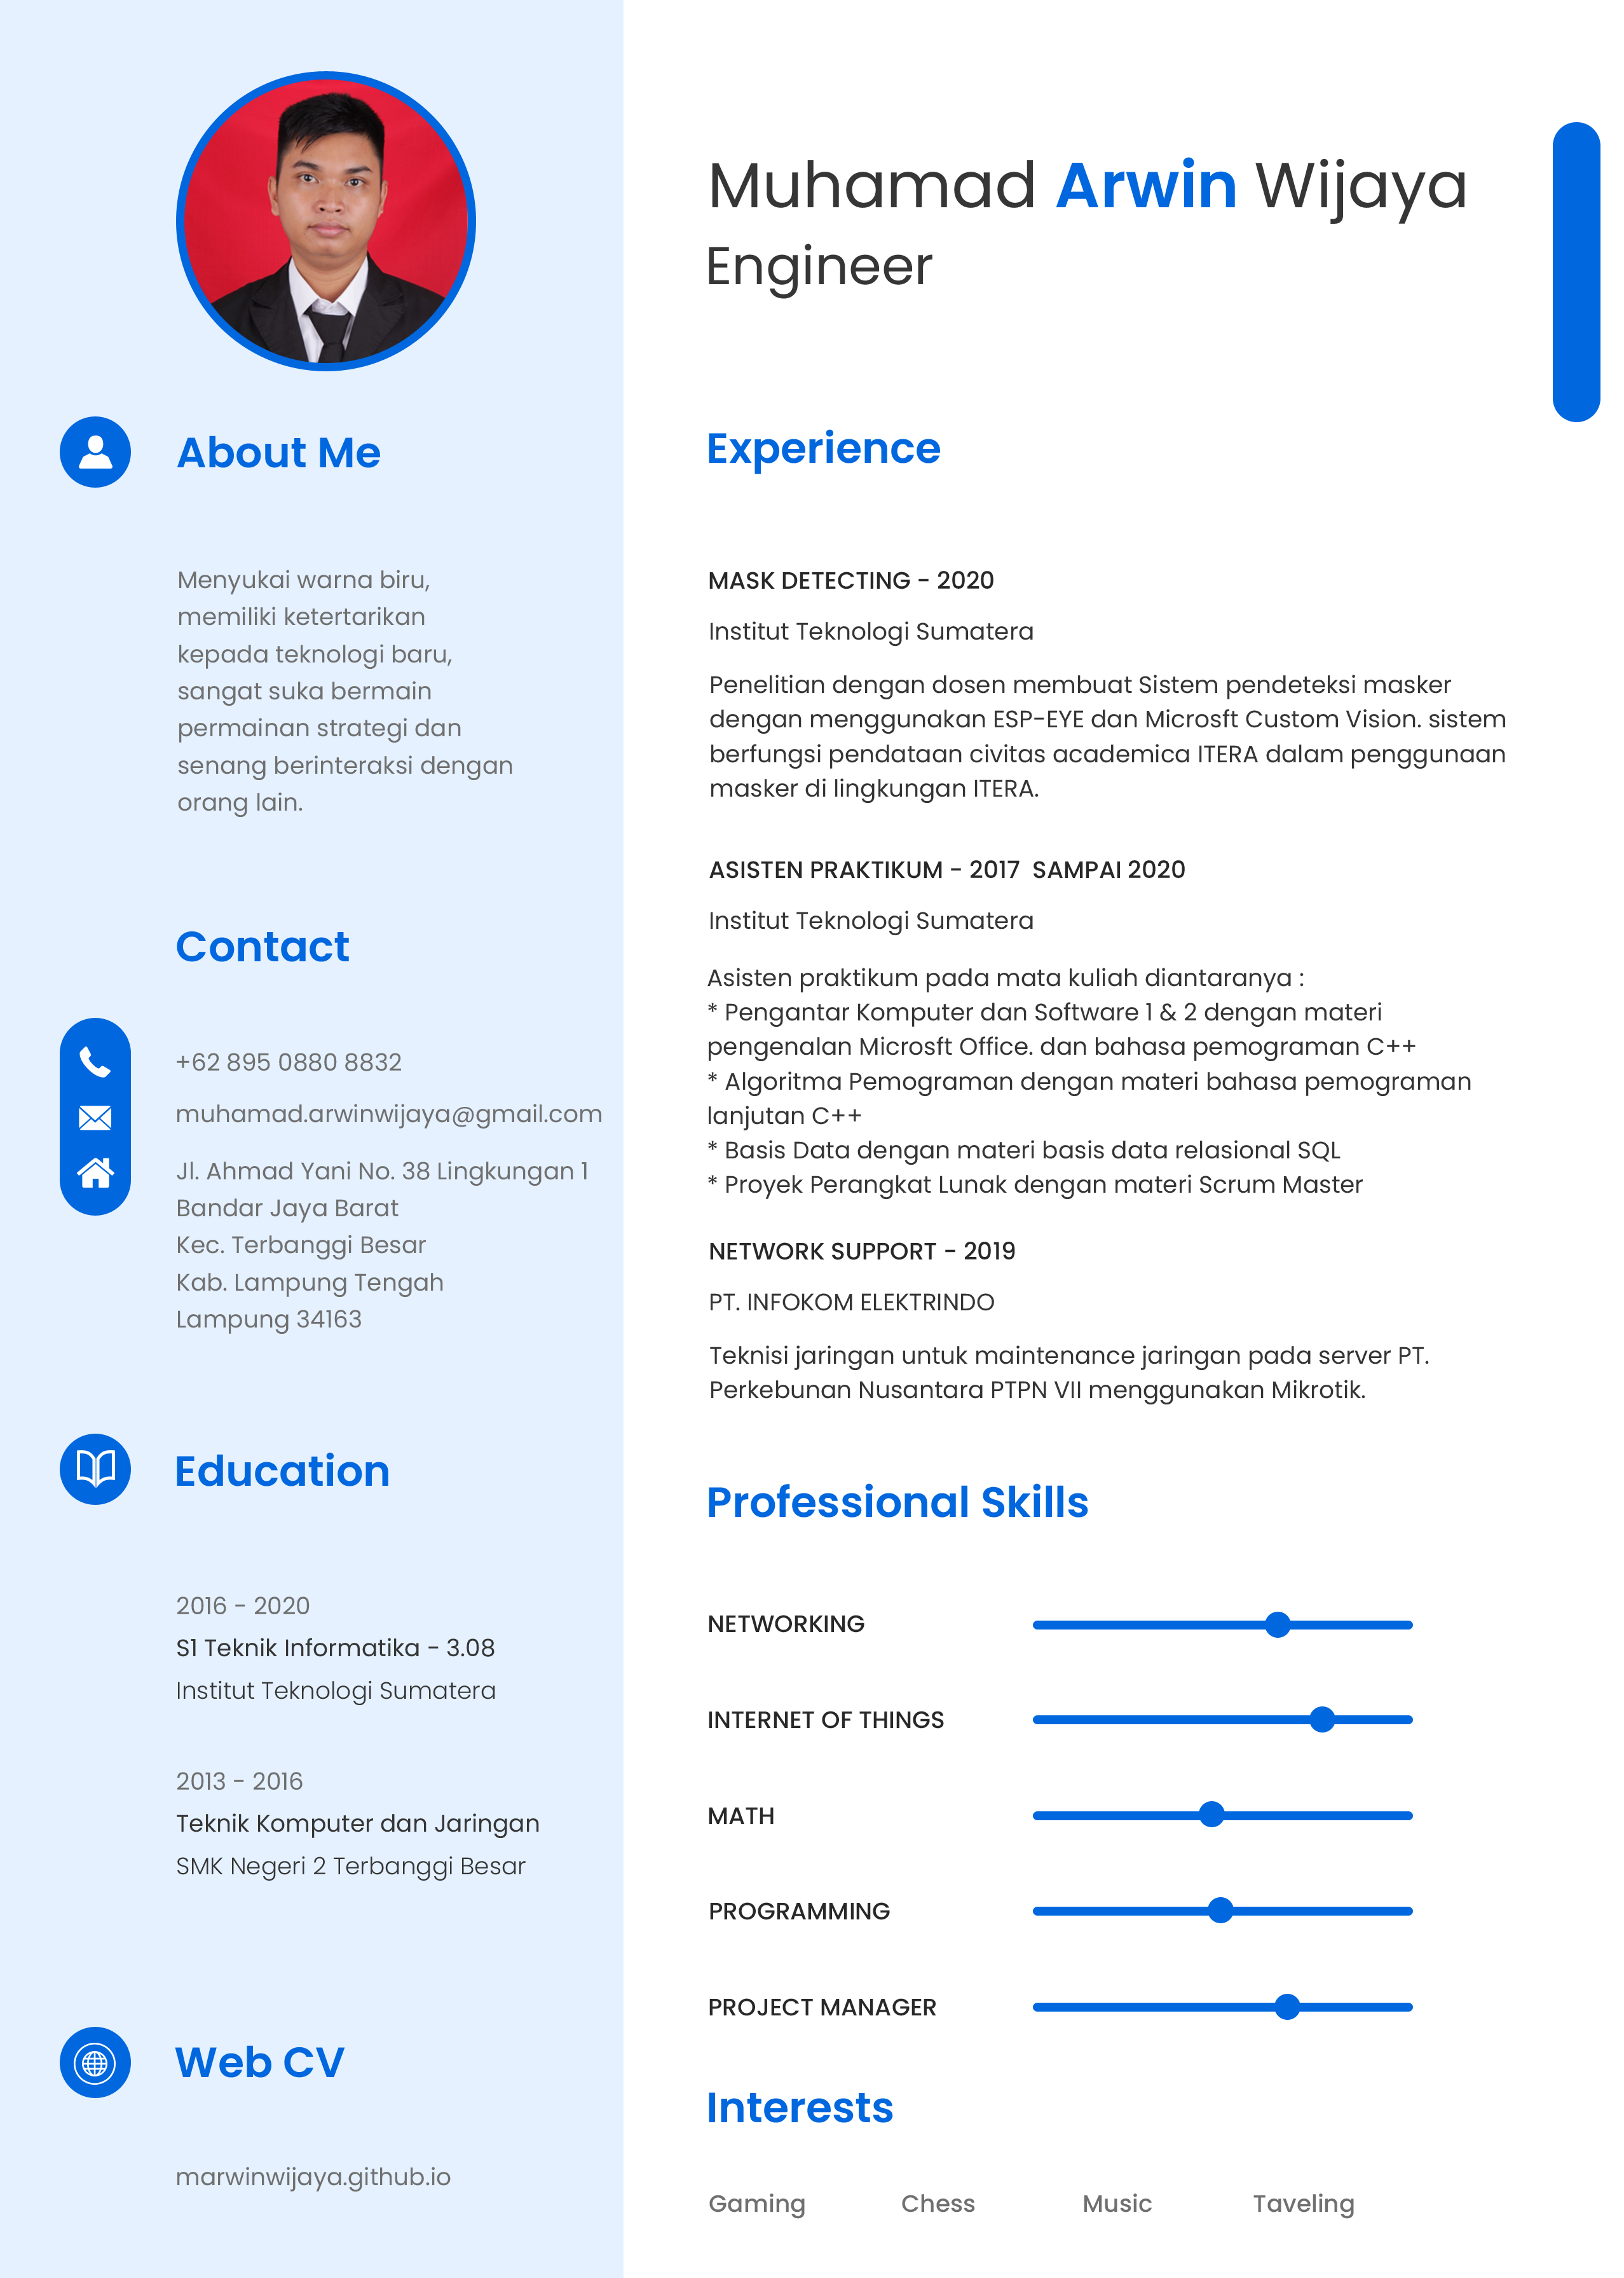 Muhamad Arwin Wijaya
Engineer
About Me
Menyukai warna biru,
memiliki ketertarikan
kepada teknologi baru,
sangat suka bermain
permainan strategi dan
senang berinteraksi dengan
orang lain.
Contact
+62 895 0880 8832
muhamad.arwinwijaya@gmail.com
Jl. Ahmad Yani No. 38 Lingkungan 1
Bandar Jaya Barat
Kec. Terbanggi Besar
Kab. Lampung Tengah
Lampung 34163
Education
2016 - 2020
S1 Teknik Informatika - 3.08
Institut Teknologi Sumatera
2013 - 2016
Teknik Komputer dan Jaringan
SMK Negeri 2 Terbanggi Besar
Web CV
marwinwijaya.github.io
Experience
MASK DETECTING - 2020
Institut Teknologi Sumatera
Penelitian dengan dosen membuat Sistem pendeteksi masker
dengan menggunakan ESP-EYE dan Microsft Custom Vision. sistem
berfungsi pendataan civitas academica ITERA dalam penggunaan
masker di lingkungan ITERA.
ASISTEN PRAKTIKUM - 2017  SAMPAI 2020
Institut Teknologi Sumatera
Asisten praktikum pada mata kuliah diantaranya :
* Pengantar Komputer dan Software 1 & 2 dengan materi
pengenalan Microsft Office. dan bahasa pemograman C++
* Algoritma Pemograman dengan materi bahasa pemograman
lanjutan C++
* Basis Data dengan materi basis data relasional SQL
* Proyek Perangkat Lunak dengan materi Scrum Master
NETWORK SUPPORT - 2019
PT. INFOKOM ELEKTRINDO
Teknisi jaringan untuk maintenance jaringan pada server PT.
Perkebunan Nusantara PTPN VII menggunakan Mikrotik.
Professional Skills
NETWORKING
INTERNET OF THINGS
MATH
PROGRAMMING
PROJECT MANAGER
Interests
Gaming Chess Music Taveling